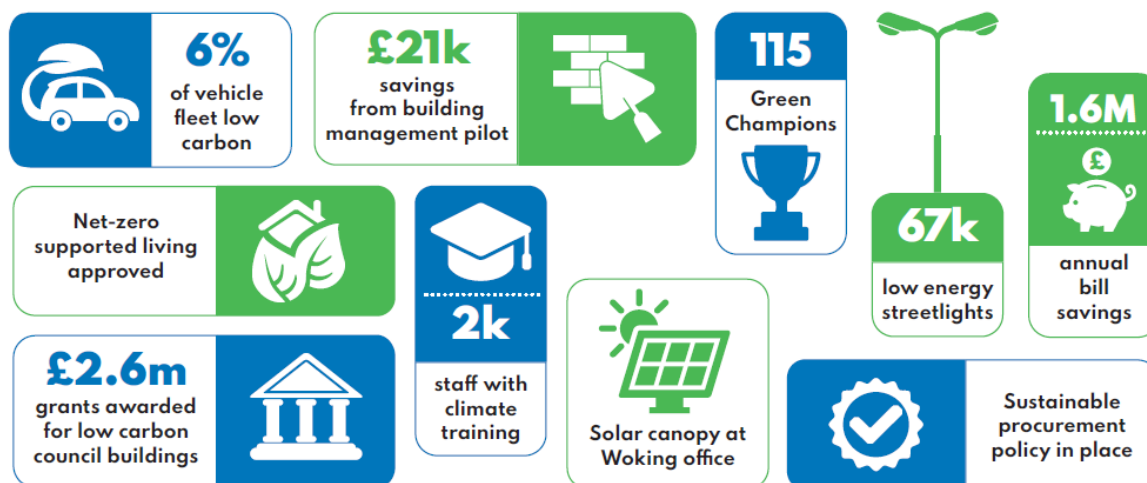 6%
of vehicle
fleet low
carbon
£21k
savings
from building
management pilot
115
Green
Champions
67k
low energy
streetlights
1.6M
£
annual
bill
savings
Net-zero
supported living
approved
2k
staff with
climate
training
Solar canopy at
Woking office
£2.6m
grants awarded
for low carbon
council buildings
Sustainable
procurement
policy in place